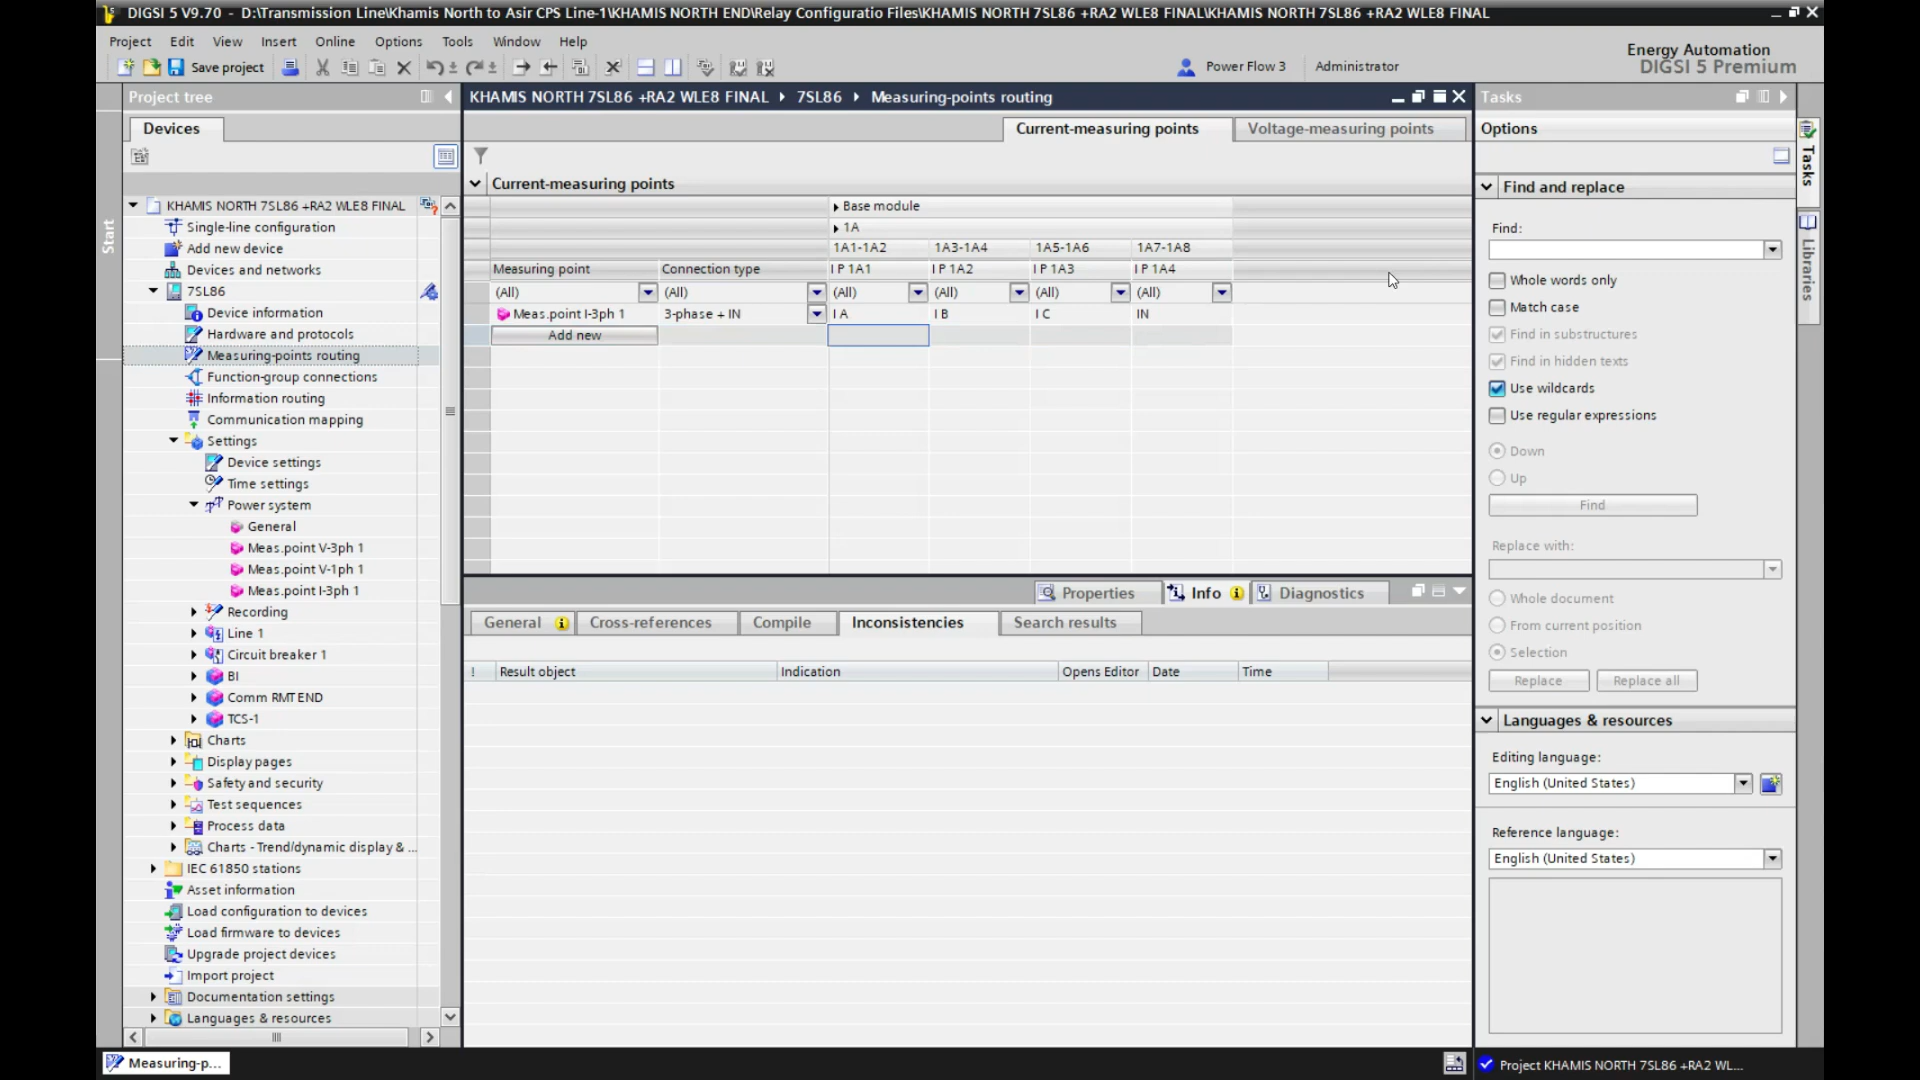 DIGSI 5 V9.70 - D:\Transmission Line\Khamis North to Asir CPS Line-1\KHAMIS NORTH END\Relay Configuratio Files\KHAMIS NORTH 7SL86 +RA2 WLE8 FINAL\KHAMIS NORTH 7SL86 +RA2 WLE8 FINAL
Project Edit View Insert Online Options Tools Window Help
Energy Automation
DIGSI 5 Premium
Save project
Power Flow 3 Administrator
Project tree
KHAMIS NORTH 7SL86 +RA2 WLE8 FINAL 7SL86 Measuring-points routing
Tasks
Devices
Current-measuring points Voltage-measuring points
Options
Start
KHAMIS NORTH 7SL86 +RA2 WLE8 FINAL
Single-line configuration
Add new device
Devices and networks
7SL86
Device information
Hardware and protocols
Measuring-points routing
Function-group connections
Information routing
Communication mapping
Settings
Device settings
Time settings
Power system
General
Meas.point V-3ph 1
Meas.point V-1ph 1
Meas.point I-3ph 1
Recording
Line 1
Circuit breaker 1
BI
Comm RMT END
TCS-1
Charts
Display pages
Safety and security
Test sequences
Process data
Charts - Trend/dynamic display & ...
IEC 61850 stations
Asset information
Load configuration to devices
Load firmware to devices
Upgrade project devices
Import project
Documentation settings
Languages & resources
Current-measuring points
Base module
1A
1A1-1A2 1A3-1A4 1A5-1A6 1A7-1A8
Measuring point Connection type I P 1A1 I P 1A2 I P 1A3 I P 1A4
(All) (All) (All) (All) (All) (All)
Meas.point I-3ph 1 3-phase + IN I A I B I C IN
Add new
Properties Info Diagnostics
General Cross-references Compile Inconsistencies Search results
! Result object Indication Opens Editor Date Time
Find and replace
Find:
Whole words only
Match case
Find in substructures
Find in hidden texts
Use wildcards
Use regular expressions
Down
Up
Find
Replace with:
Whole document
From current position
Selection
Replace Replace all
Languages & resources
Editing language:
English (United States)
Reference language:
English (United States)
Tasks
Libraries
Measuring-p...
Project KHAMIS NORTH 7SL86 +RA2 WL...